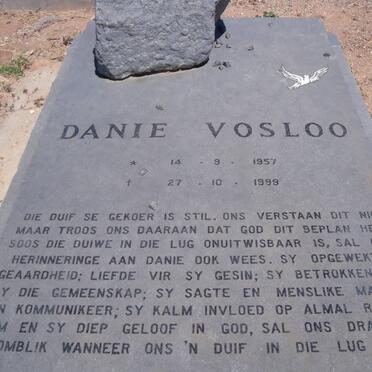 DANIE VOSLOO
* 14 - 9 - 1957
† 27 - 10 - 1999
DIE DUIF SE GEKOER IS STIL. ONS VERSTAAN DIT
MAAR TROOS ONS DAARAAN DAT GOD DIT BEPLAN
SOOS DIE DUIWE IN DIE LUG ONUITWISBAAR IS, SAL
HERINNERINGE AAN DANIE OOK WEES. SY OPGEWEKT
GEAARDHEID; LIEFDE VIR SY GESIN; SY BETROKKEN
DIE GEMEENSKAP; SY SAGTE EN MENSLIKE
KOMMUNIKEER; SY KALM INVLOED OP ALMAL
EN SY DIEP GELOOF IN GOD, SAL ONS DRA
OMBLIK WANNEER ONS 'N DUIF IN DIE LUG